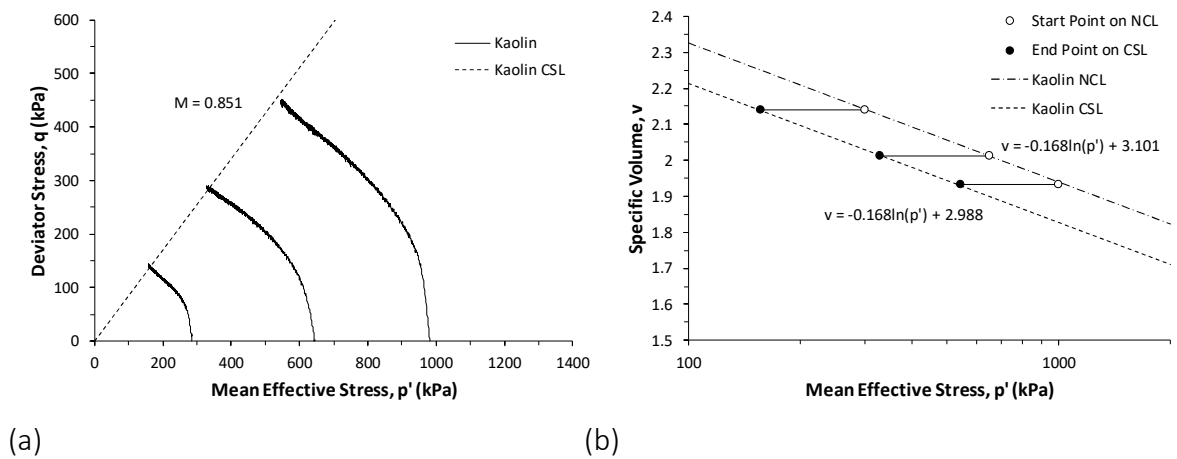 600
500
400
300
200
100
0
0 200 400 600 800 1000 1200 1400
Deviator Stress, q (kPa)
Mean Effective Stress, p' (kPa)
M = 0.851
Kaolin
Kaolin CSL
(a)
2.4
2.3
2.2
2.1
2
1.9
1.8
1.7
1.6
1.5
100 1000
Specific Volume, v
Mean Effective Stress, p' (kPa)
Start Point on NCL
End Point on CSL
Kaolin NCL
Kaolin CSL
v = -0.168ln(p') + 3.101
v = -0.168ln(p') + 2.988
(b)